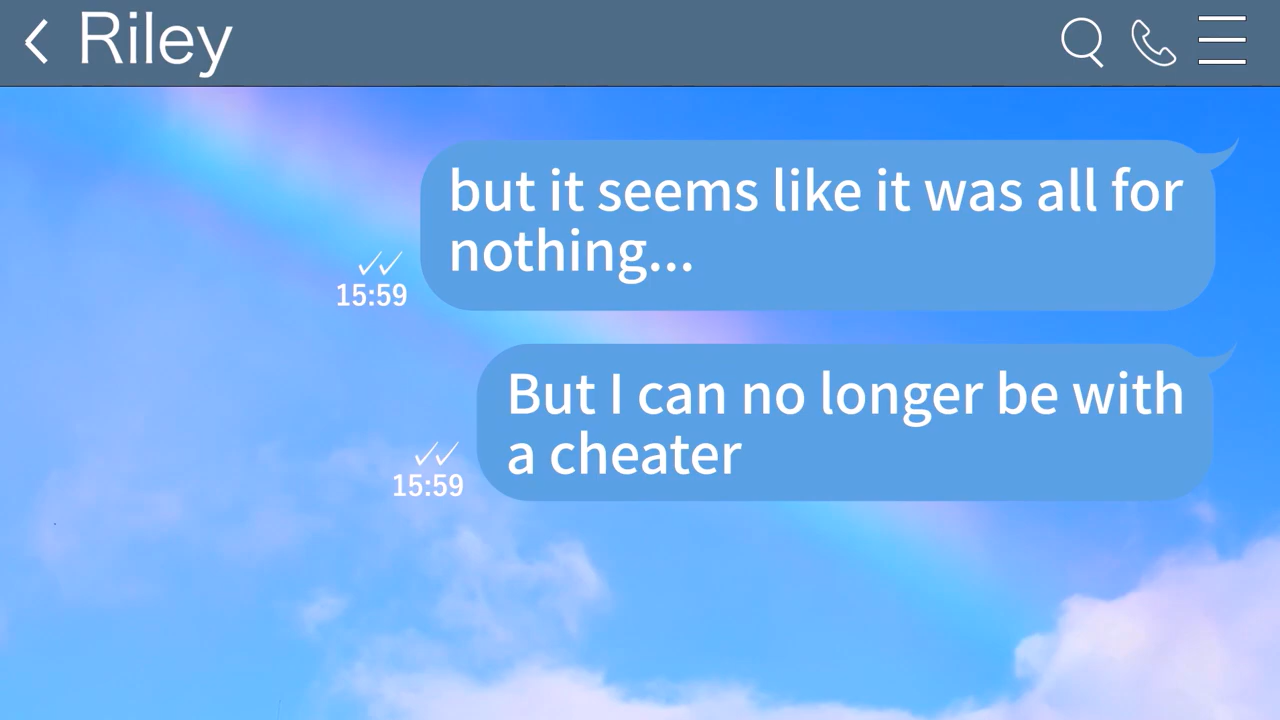 Riley
but it seems like it was all for
nothing...
15:59
But I can no longer be with
a cheater
15:59